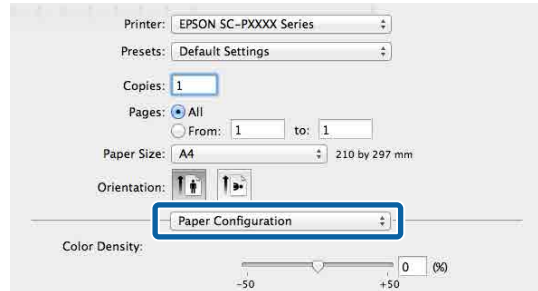 Printer: EPSON SC-PXXXX Series
Presets: Default Settings
Copies: 1
Pages: All
From: 1 to: 1
Paper Size: A4 210 by 297 mm
Orientation:
Paper Configuration
Color Density:
0 (%)
-50 +50